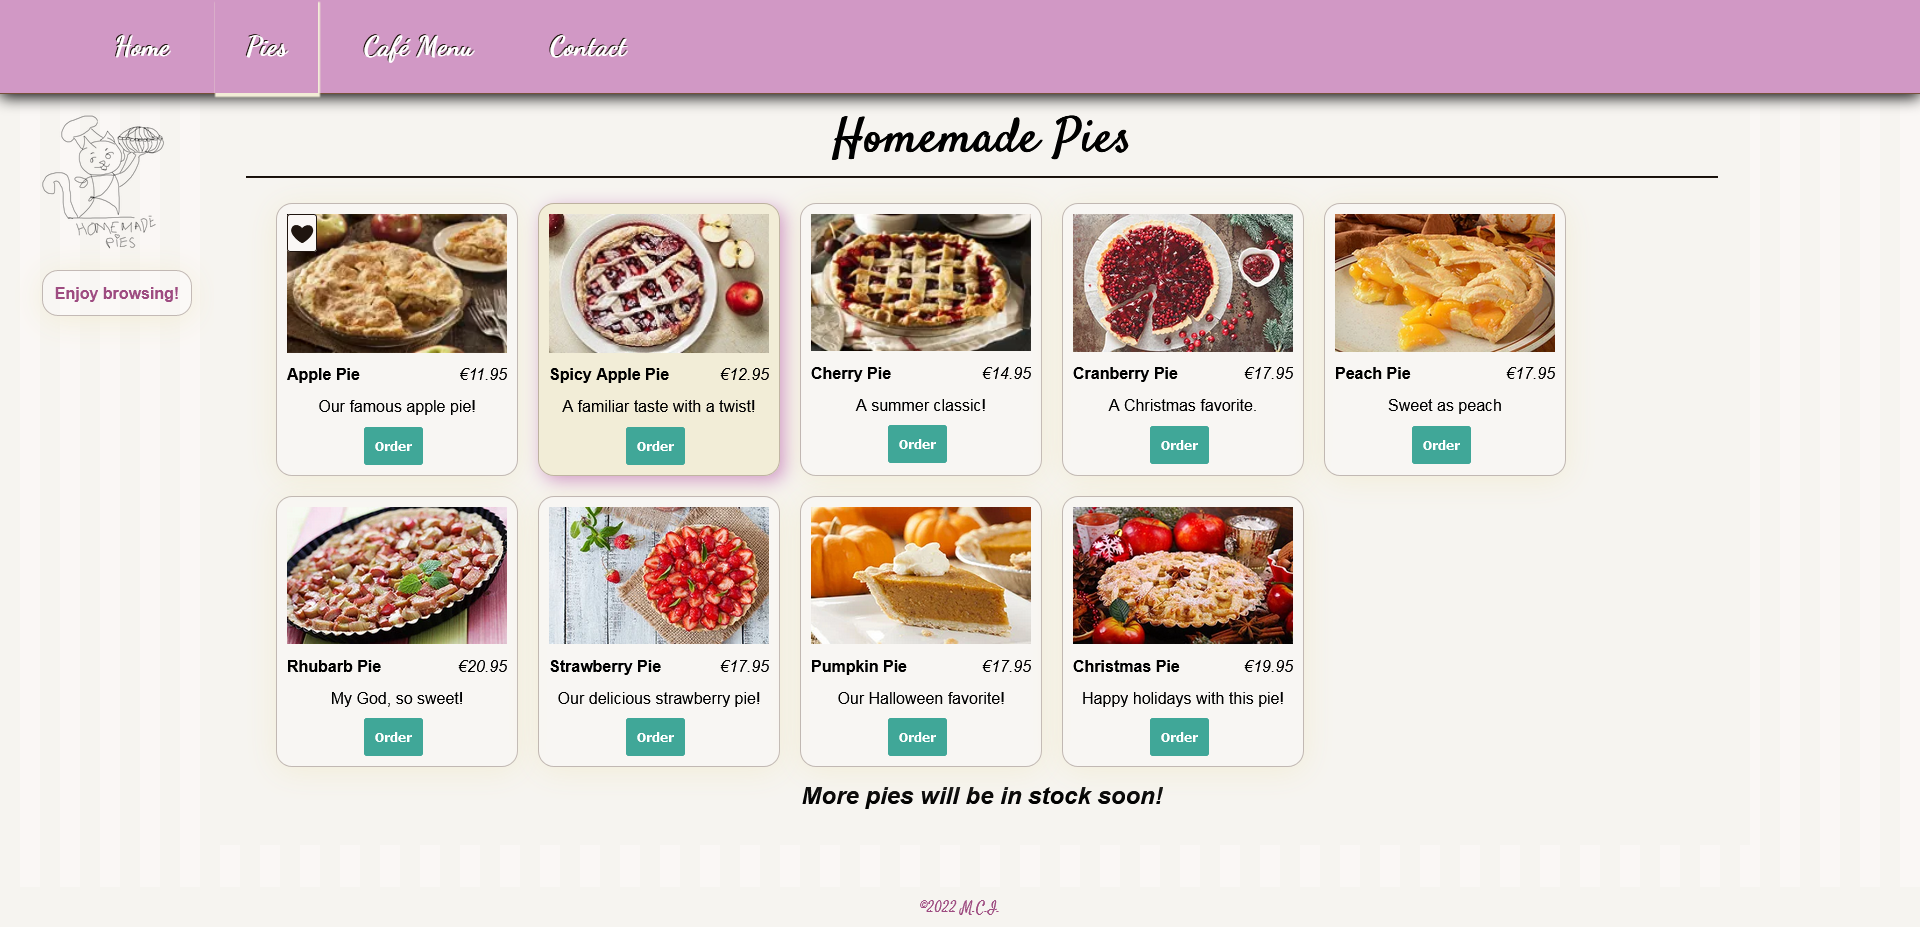 Home
Pies
Café Menu
Contact
HOMEMADE
PIES
Enjoy browsing!
Homemade Pies
Apple Pie €11.95
Our famous apple pie!
Order
Spicy Apple Pie €12.95
A familiar taste with a twist!
Order
Cherry Pie €14.95
A summer classic!
Order
Cranberry Pie €17.95
A Christmas favorite.
Order
Peach Pie €17.95
Sweet as peach
Order
Rhubarb Pie €20.95
My God, so sweet!
Order
Strawberry Pie €17.95
Our delicious strawberry pie!
Order
Pumpkin Pie €17.95
Our Halloween favorite!
Order
Christmas Pie €19.95
Happy holidays with this pie!
Order
More pies will be in stock soon!
©2022 M.C.J.